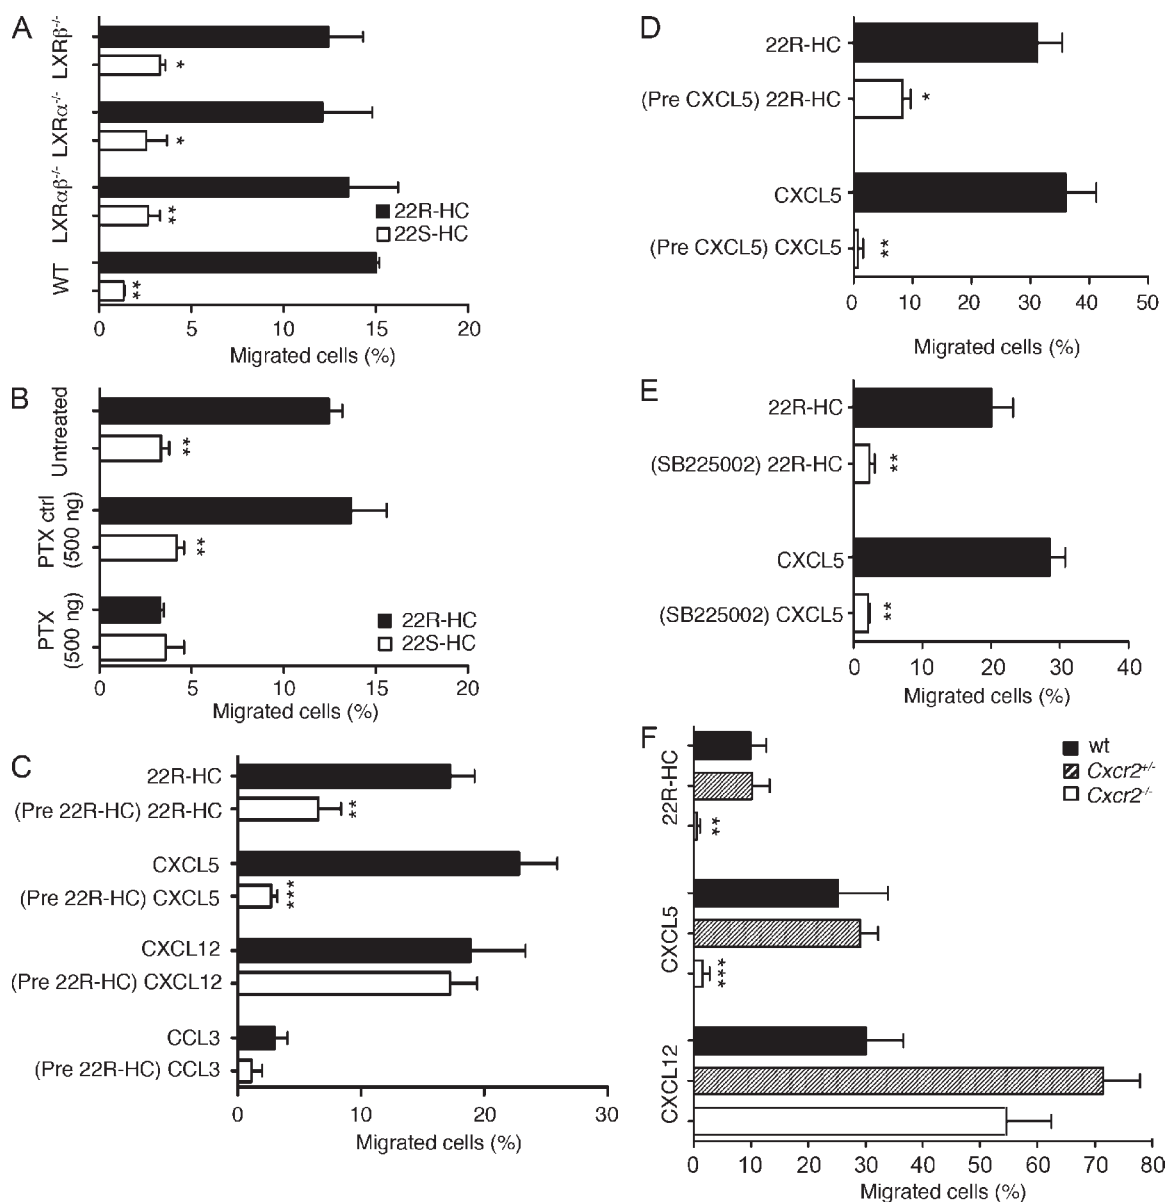 A
LXRβ-/-
*
LXRα-/-
*
LXRαβ-/-
**
WT
**
22R-HC
22S-HC
0 5 10 15 20
Migrated cells (%)
B
Untreated
**
PTX ctrl
(500 ng)
**
PTX
(500 ng)
22R-HC
22S-HC
0 5 10 15 20
Migrated cells (%)
C
22R-HC
(Pre 22R-HC) 22R-HC
**
CXCL5
(Pre 22R-HC) CXCL5
***
CXCL12
(Pre 22R-HC) CXCL12
CCL3
(Pre 22R-HC) CCL3
0 10 20 30
Migrated cells (%)
D
22R-HC
(Pre CXCL5) 22R-HC
*
CXCL5
(Pre CXCL5) CXCL5
**
0 10 20 30 40 50
Migrated cells (%)
E
22R-HC
(SB225002) 22R-HC
**
CXCL5
(SB225002) CXCL5
**
0 10 20 30 40
Migrated cells (%)
F
22R-HC
**
CXCL5
***
CXCL12
wt
Cxcr2+/-
Cxcr2-/-
0 10 20 30 40 50 60 70 80
Migrated cells (%)